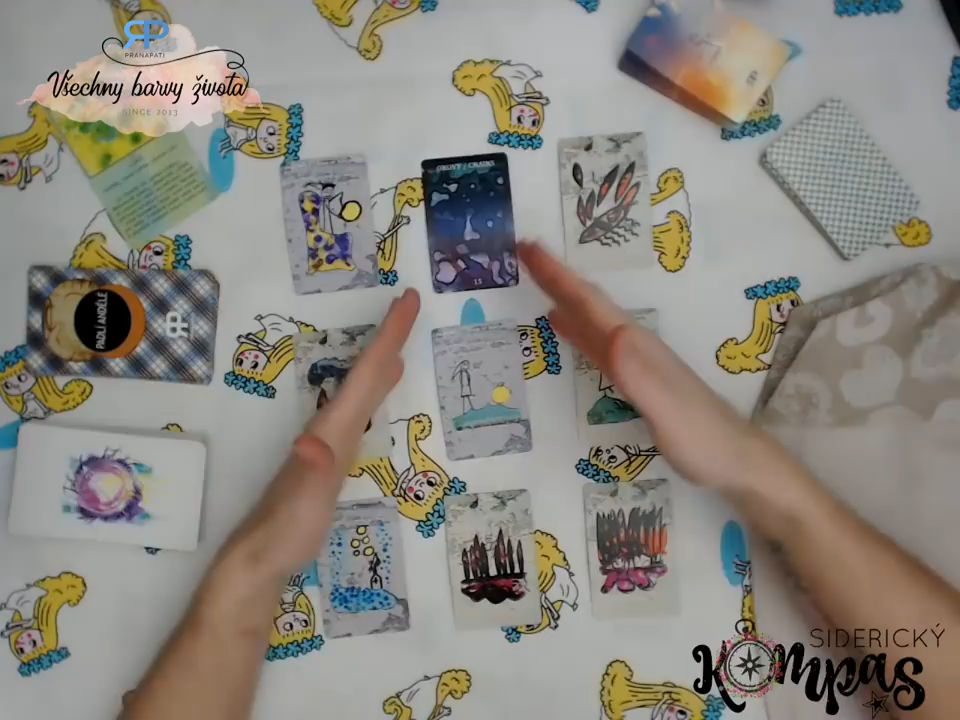 PRANAPATI
Všechny barvy života
SINCE 2013
OKOVY / CHAINS
15
PADLÍ ANDĚLÉ
SIDERICKÝ
KOmpas